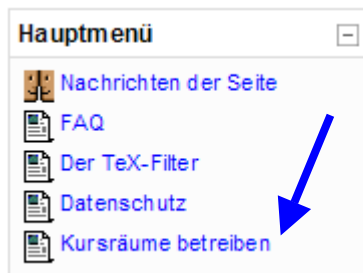 Hauptmenü
Nachrichten der Seite
FAQ
Der TeX-Filter
Datenschutz
Kursräume betreiben